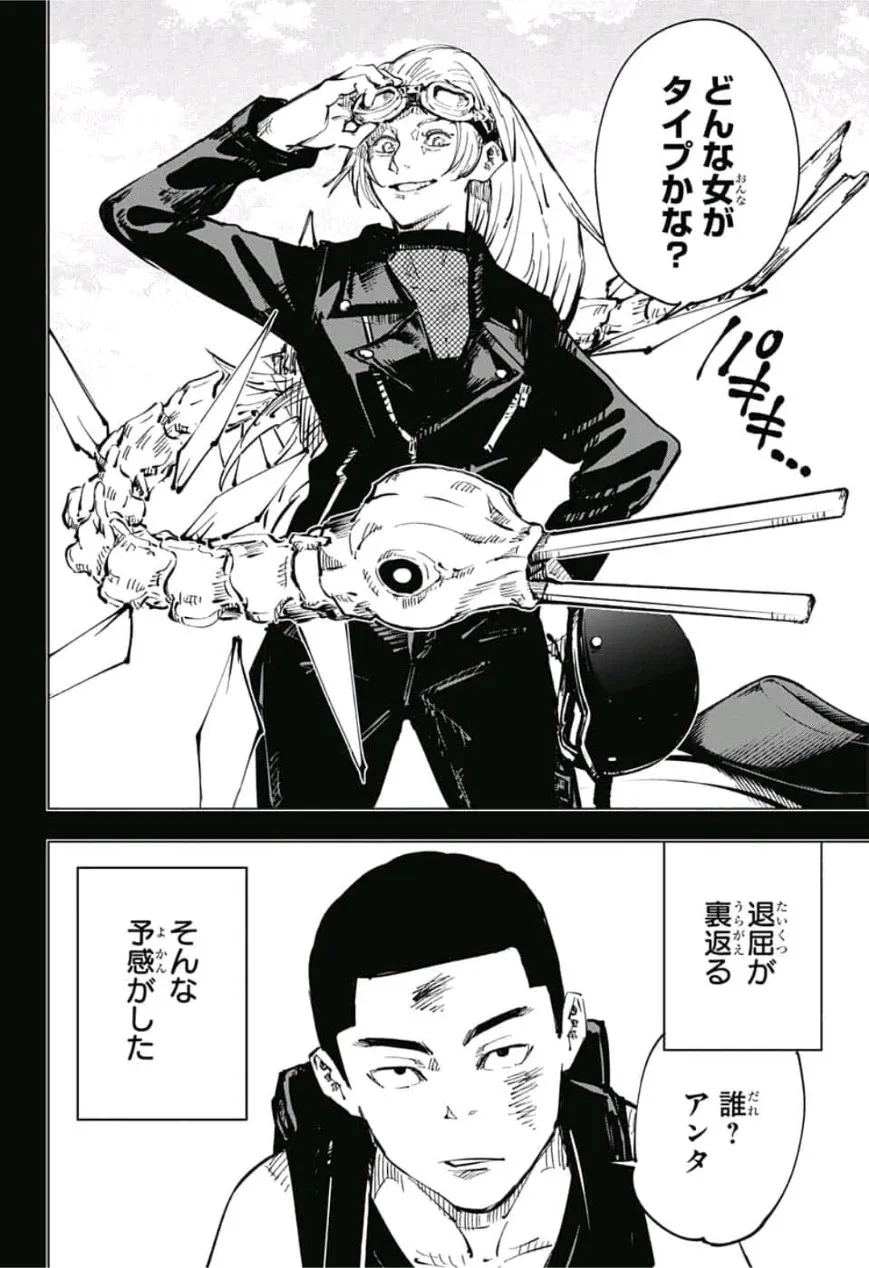 どんな女が
タイプかな？
パキキ…
退屈が
裏返る
誰？
アンタ
そんな
予感がした